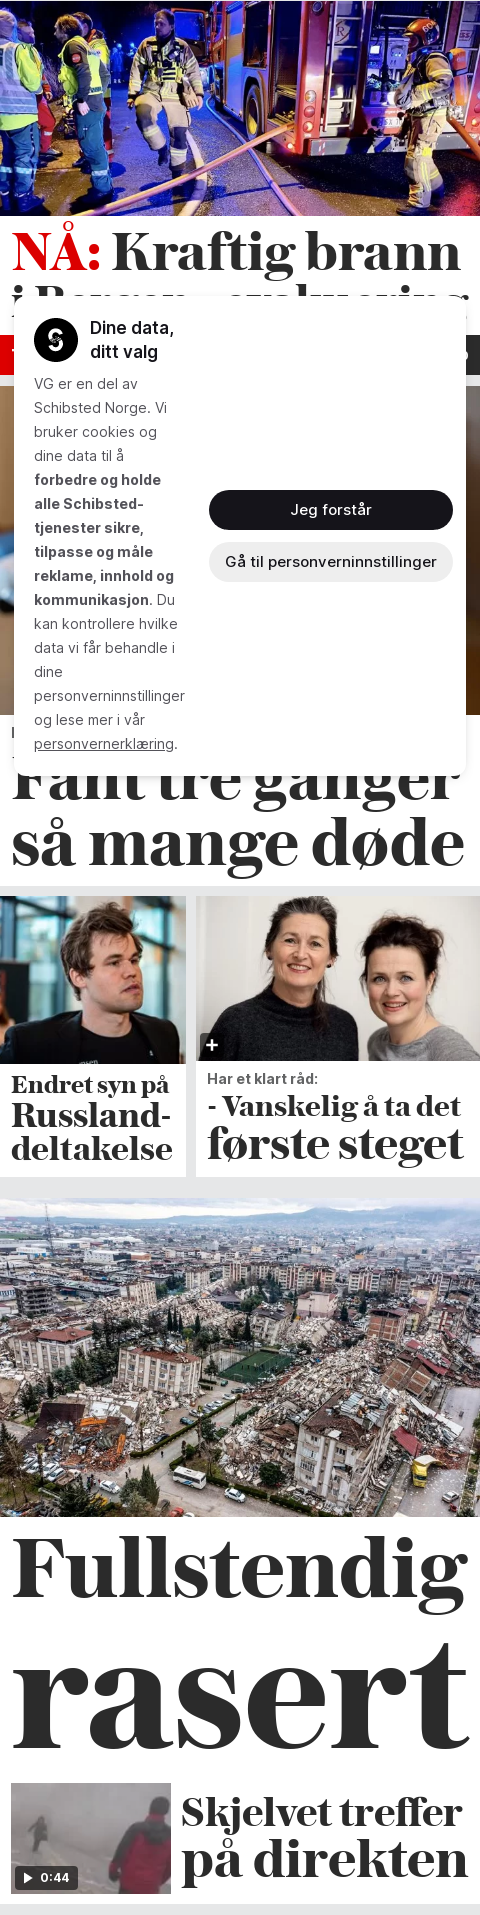 NÅ: Kraftig brann
i Bergen - evakuering
Dine data,
ditt valg
VG er en del av
Schibsted Norge. Vi
bruker cookies og
dine data til å
forbedre og holde
alle Schibsted-
tjenester sikre,
tilpasse og måle
reklame, innhold og
kommunikasjon. Du
kan kontrollere hvilke
data vi får behandle i
dine
personverninnstillinger
og lese mer i vår
personvernerklæring.
Jeg forstår
Gå til personverninnstillinger
Fant tre ganger
så mange døde
Endret syn på
Russland-
deltakelse
Har et klart råd:
- Vanskelig å ta det
første steget
Fullstendig
rasert
0:44
Skjelvet treffer
på direkten